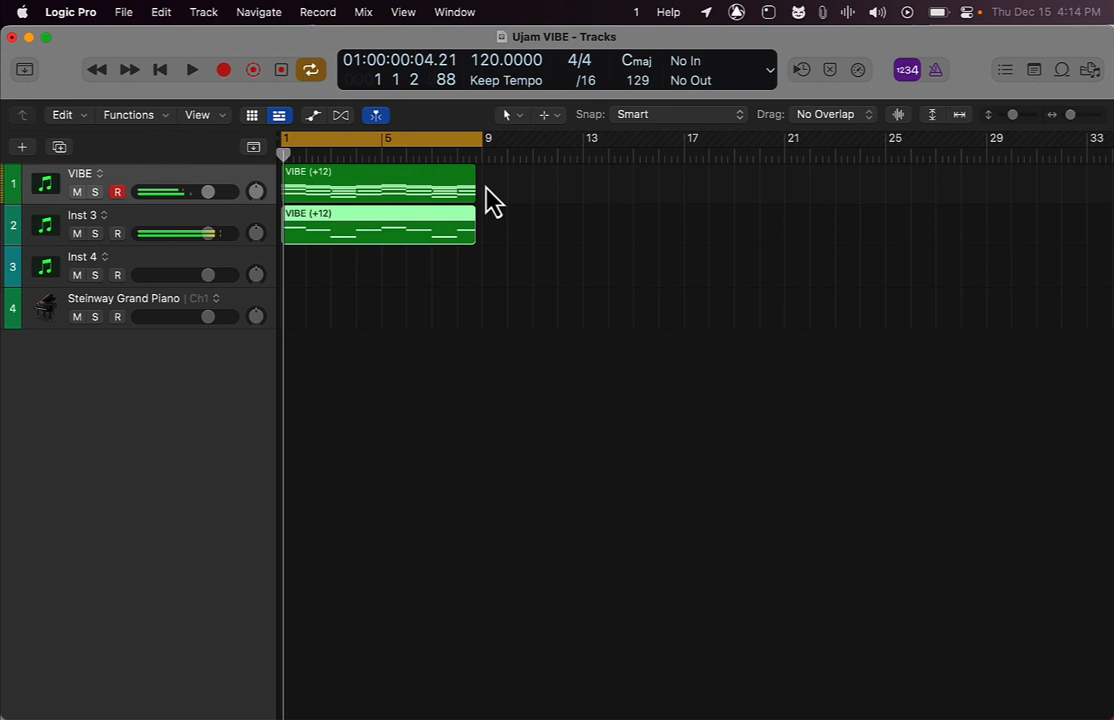 Logic Pro File Edit Track Navigate Record Mix View Window 1 Help Thu Dec 15 4:14 PM
Ujam VIBE - Tracks
01:00:00:04.21 120.0000 4/4 Cmaj No In
1 1 2 88 Keep Tempo /16 129 No Out
1234
Edit Functions View Snap: Smart Drag: No Overlap
1 5 9 13 17 21 25 29 33
1 VIBE VIBE (+12)
M S R
2 Inst 3 VIBE (+12)
M S R
3 Inst 4
M S R
4 Steinway Grand Piano | Ch1
M S R